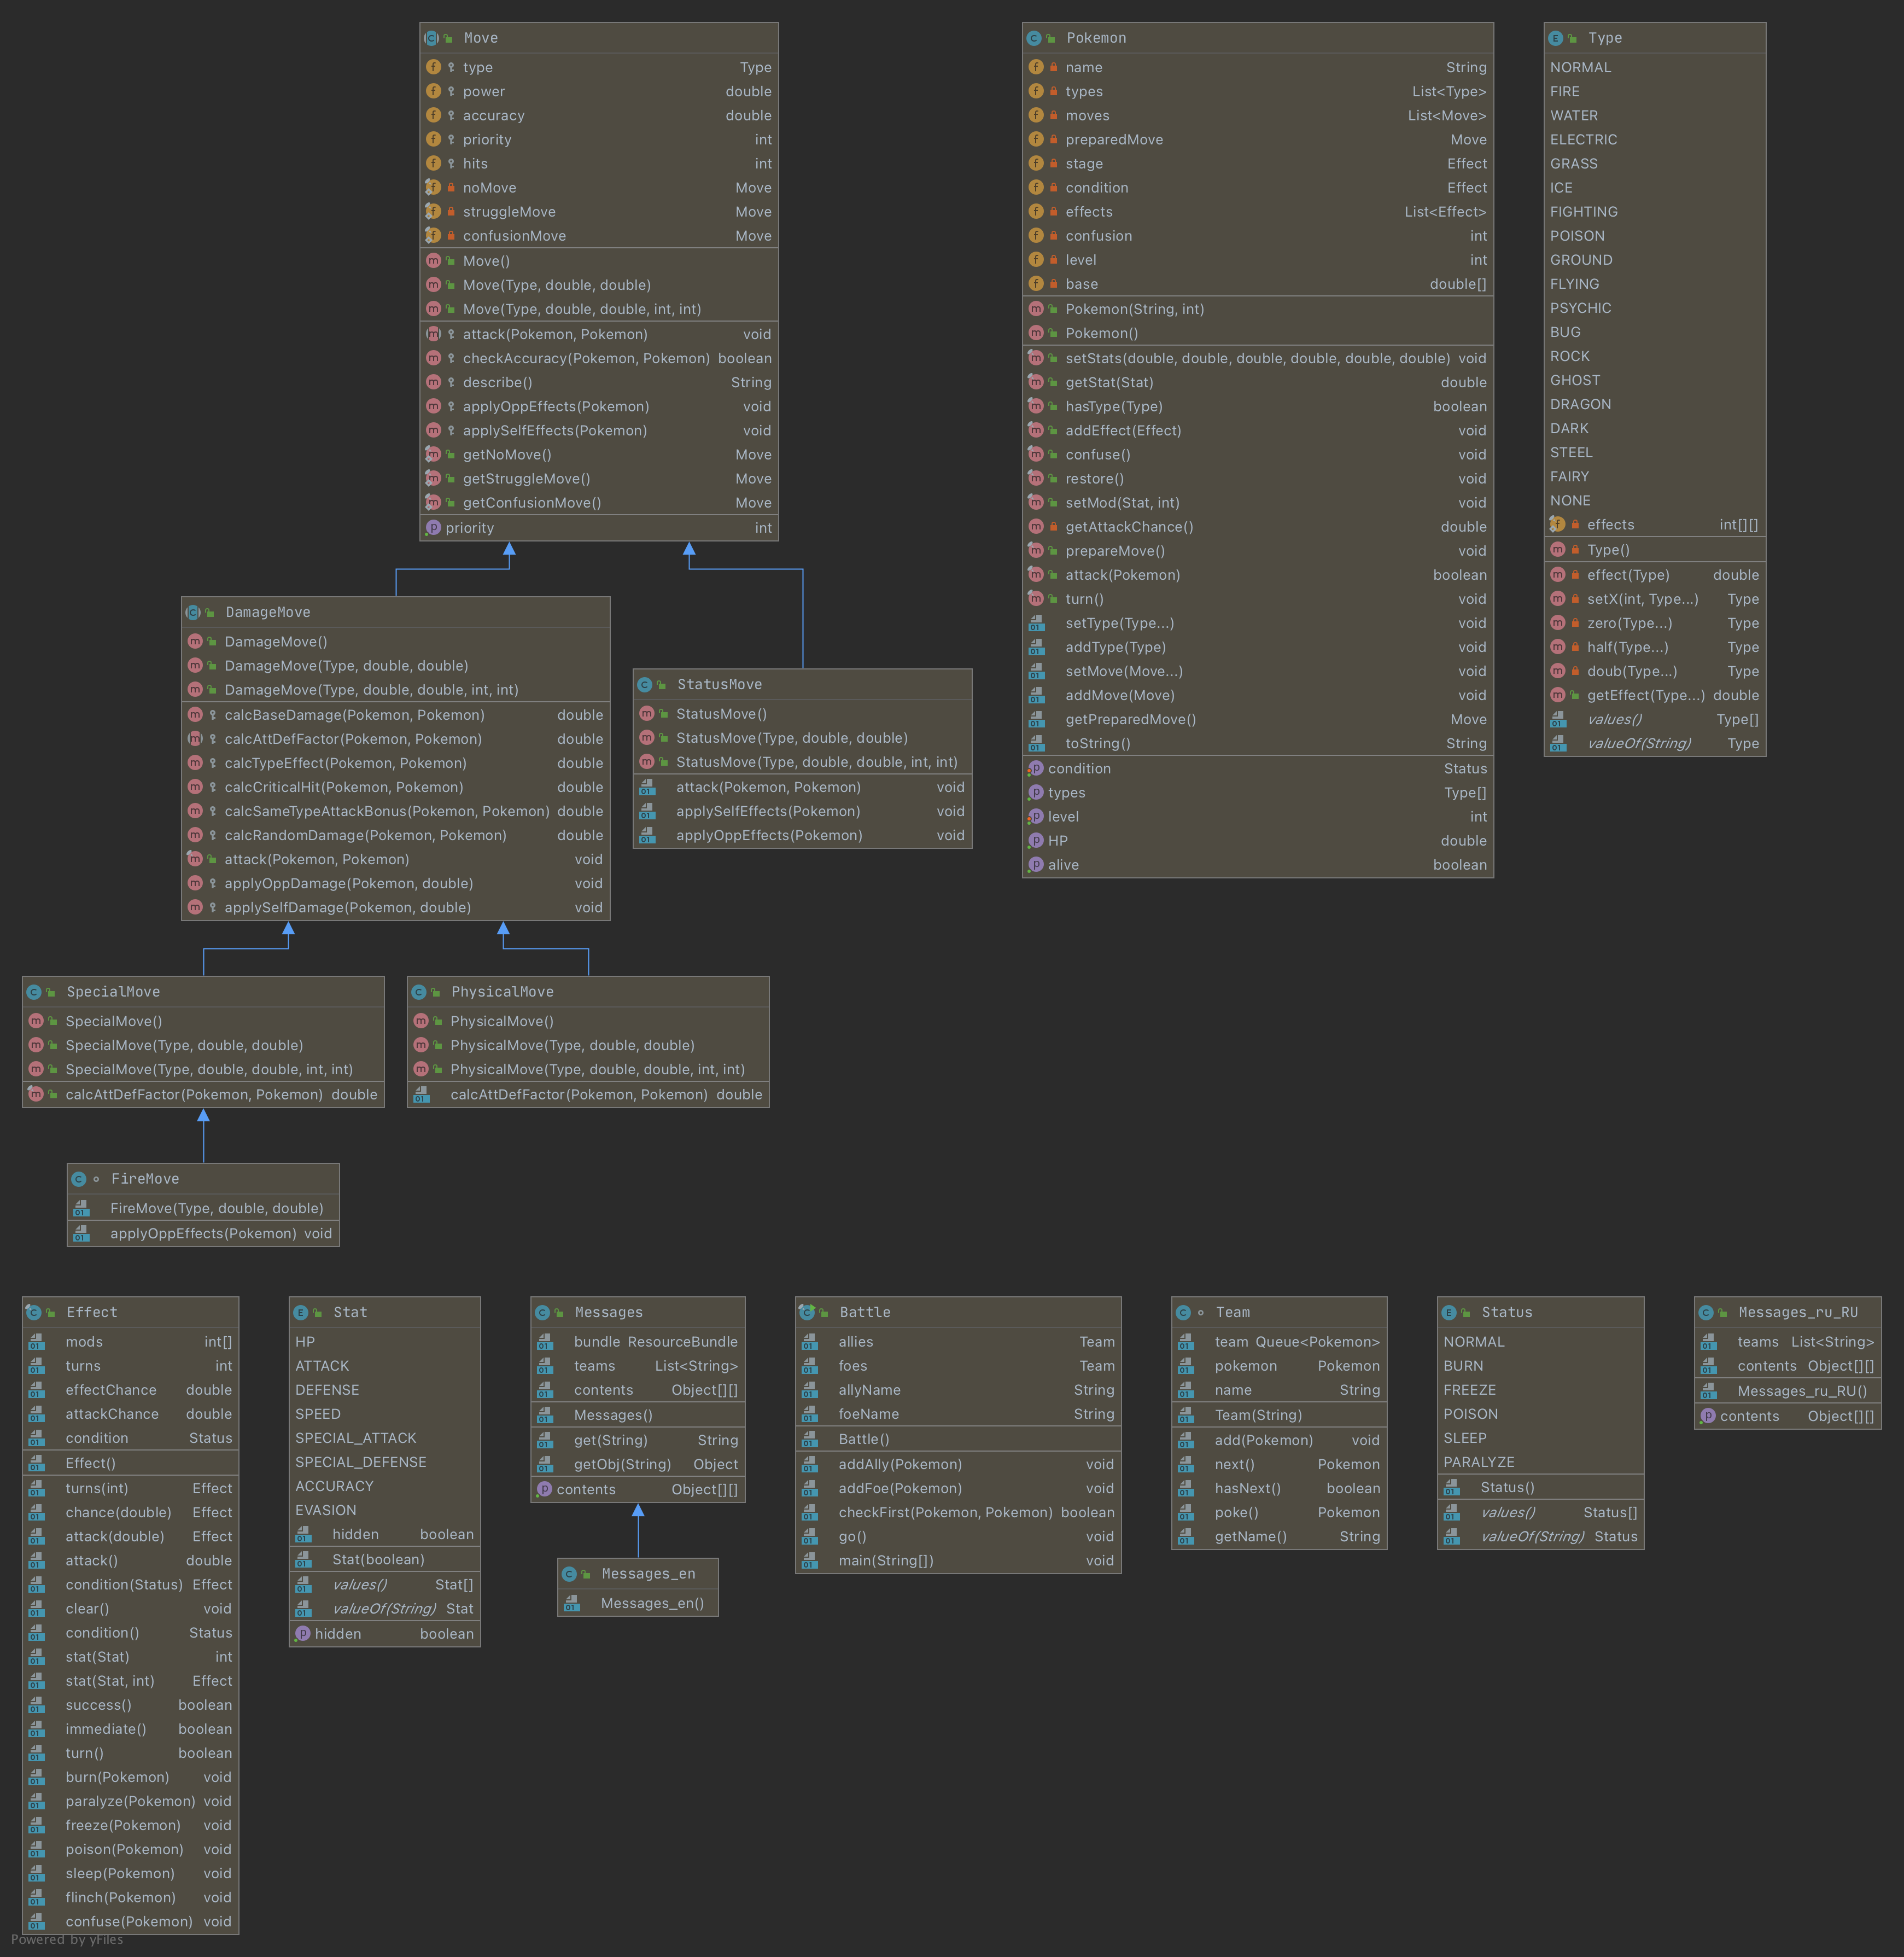 Move
type Type
power double
accuracy double
priority int
hits int
noMove Move
struggleMove Move
confusionMove Move
Move()
Move(Type, double, double)
Move(Type, double, double, int, int)
attack(Pokemon, Pokemon) void
checkAccuracy(Pokemon, Pokemon) boolean
describe() String
applyOppEffects(Pokemon) void
applySelfEffects(Pokemon) void
getNoMove() Move
getStruggleMove() Move
getConfusionMove() Move
priority int
Pokemon
name String
types List<Type>
moves List<Move>
preparedMove Move
stage Effect
condition Effect
effects List<Effect>
confusion int
level int
base double[]
Pokemon(String, int)
Pokemon()
setStats(double, double, double, double, double, double) void
getStat(Stat) double
hasType(Type) boolean
addEffect(Effect) void
confuse() void
restore() void
setMod(Stat, int) void
getAttackChance() double
prepareMove() void
attack(Pokemon) boolean
turn() void
setType(Type...) void
addType(Type) void
setMove(Move...) void
addMove(Move) void
getPreparedMove() Move
toString() String
condition Status
types Type[]
level int
HP double
alive boolean
Type
NORMAL
FIRE
WATER
ELECTRIC
GRASS
ICE
FIGHTING
POISON
GROUND
FLYING
PSYCHIC
BUG
ROCK
GHOST
DRAGON
DARK
STEEL
FAIRY
NONE
effects int[][]
Type()
effect(Type) double
setX(int, Type...) Type
zero(Type...) Type
half(Type...) Type
doub(Type...) Type
getEffect(Type...) double
values() Type[]
valueOf(String) Type
DamageMove
DamageMove()
DamageMove(Type, double, double)
DamageMove(Type, double, double, int, int)
calcBaseDamage(Pokemon, Pokemon) double
calcAttDefFactor(Pokemon, Pokemon) double
calcTypeEffect(Pokemon, Pokemon) double
calcCriticalHit(Pokemon, Pokemon) double
calcSameTypeAttackBonus(Pokemon, Pokemon) double
calcRandomDamage(Pokemon, Pokemon) double
attack(Pokemon, Pokemon) void
applyOppDamage(Pokemon, double) void
applySelfDamage(Pokemon, double) void
StatusMove
StatusMove()
StatusMove(Type, double, double)
StatusMove(Type, double, double, int, int)
attack(Pokemon, Pokemon) void
applySelfEffects(Pokemon) void
applyOppEffects(Pokemon) void
SpecialMove
SpecialMove()
SpecialMove(Type, double, double)
SpecialMove(Type, double, double, int, int)
calcAttDefFactor(Pokemon, Pokemon) double
PhysicalMove
PhysicalMove()
PhysicalMove(Type, double, double)
PhysicalMove(Type, double, double, int, int)
calcAttDefFactor(Pokemon, Pokemon) double
FireMove
FireMove(Type, double, double)
applyOppEffects(Pokemon) void
Effect
mods int[]
turns int
effectChance double
attackChance double
condition Status
Effect()
turns(int) Effect
chance(double) Effect
attack(double) Effect
attack() double
condition(Status) Effect
clear() void
condition() Status
stat(Stat) int
stat(Stat, int) Effect
success() boolean
immediate() boolean
turn() boolean
burn(Pokemon) void
paralyze(Pokemon) void
freeze(Pokemon) void
poison(Pokemon) void
sleep(Pokemon) void
flinch(Pokemon) void
confuse(Pokemon) void
Stat
HP
ATTACK
DEFENSE
SPEED
SPECIAL_ATTACK
SPECIAL_DEFENSE
ACCURACY
EVASION
hidden boolean
Stat(boolean)
values() Stat[]
valueOf(String) Stat
hidden boolean
Messages
bundle ResourceBundle
teams List<String>
contents Object[][]
Messages()
get(String) String
getObj(String) Object
contents Object[][]
Messages_en
Messages_en()
Battle
allies Team
foes Team
allyName String
foeName String
Battle()
addAlly(Pokemon) void
addFoe(Pokemon) void
checkFirst(Pokemon, Pokemon) boolean
go() void
main(String[]) void
Team
team Queue<Pokemon>
pokemon Pokemon
name String
Team(String)
add(Pokemon) void
next() Pokemon
hasNext() boolean
poke() Pokemon
getName() String
Status
NORMAL
BURN
FREEZE
POISON
SLEEP
PARALYZE
Status()
values() Status[]
valueOf(String) Status
Messages_ru_RU
teams List<String>
contents Object[][]
Messages_ru_RU()
contents Object[][]
Powered by yFiles